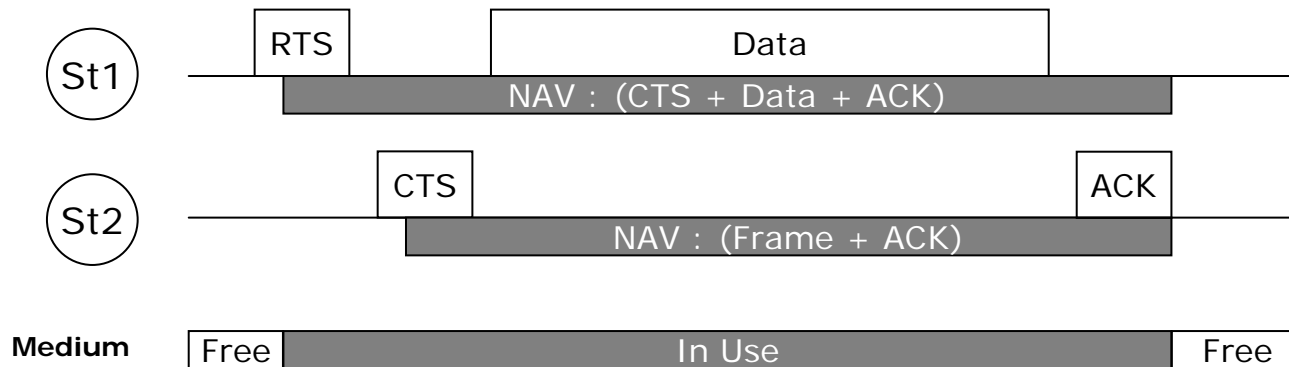 RTS
Data
St1
NAV : (CTS + Data + ACK)
CTS
ACK
St2
NAV : (Frame + ACK)
Medium
Free
In Use
Free